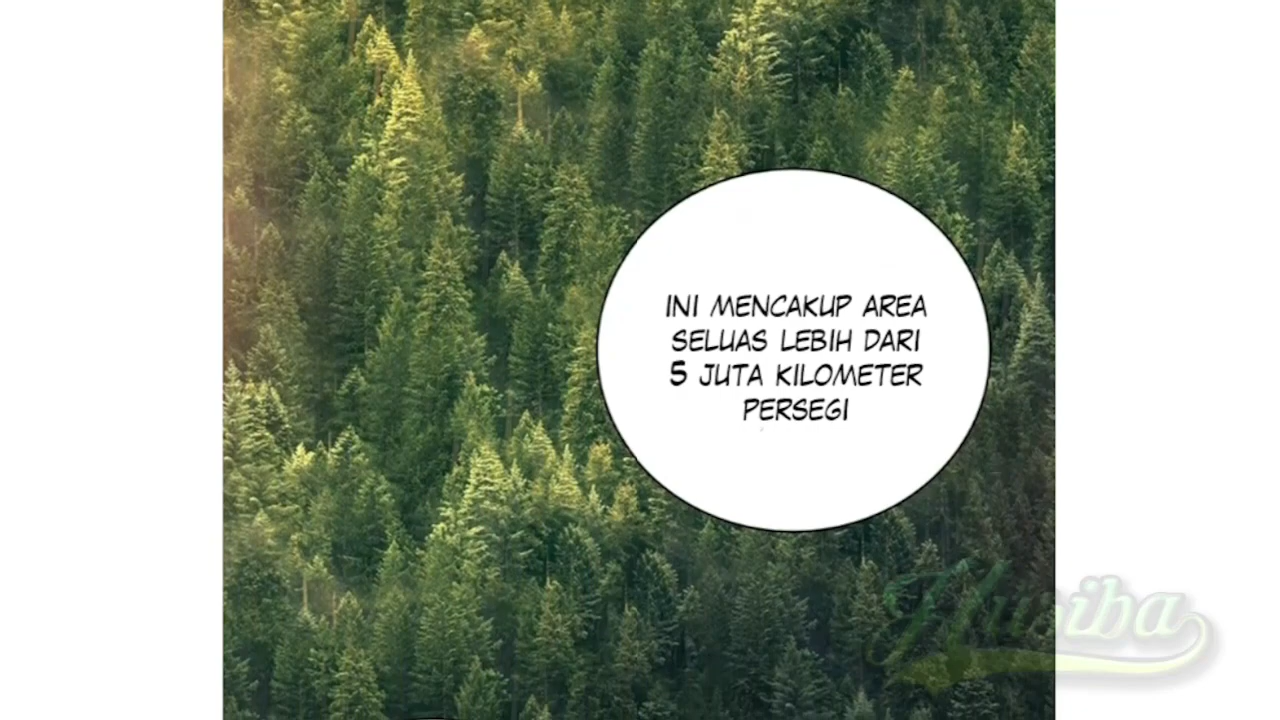 INI MENCAKUP AREA
SELUAS LEBIH DARI
5 JUTA KILOMETER
PERSEGI